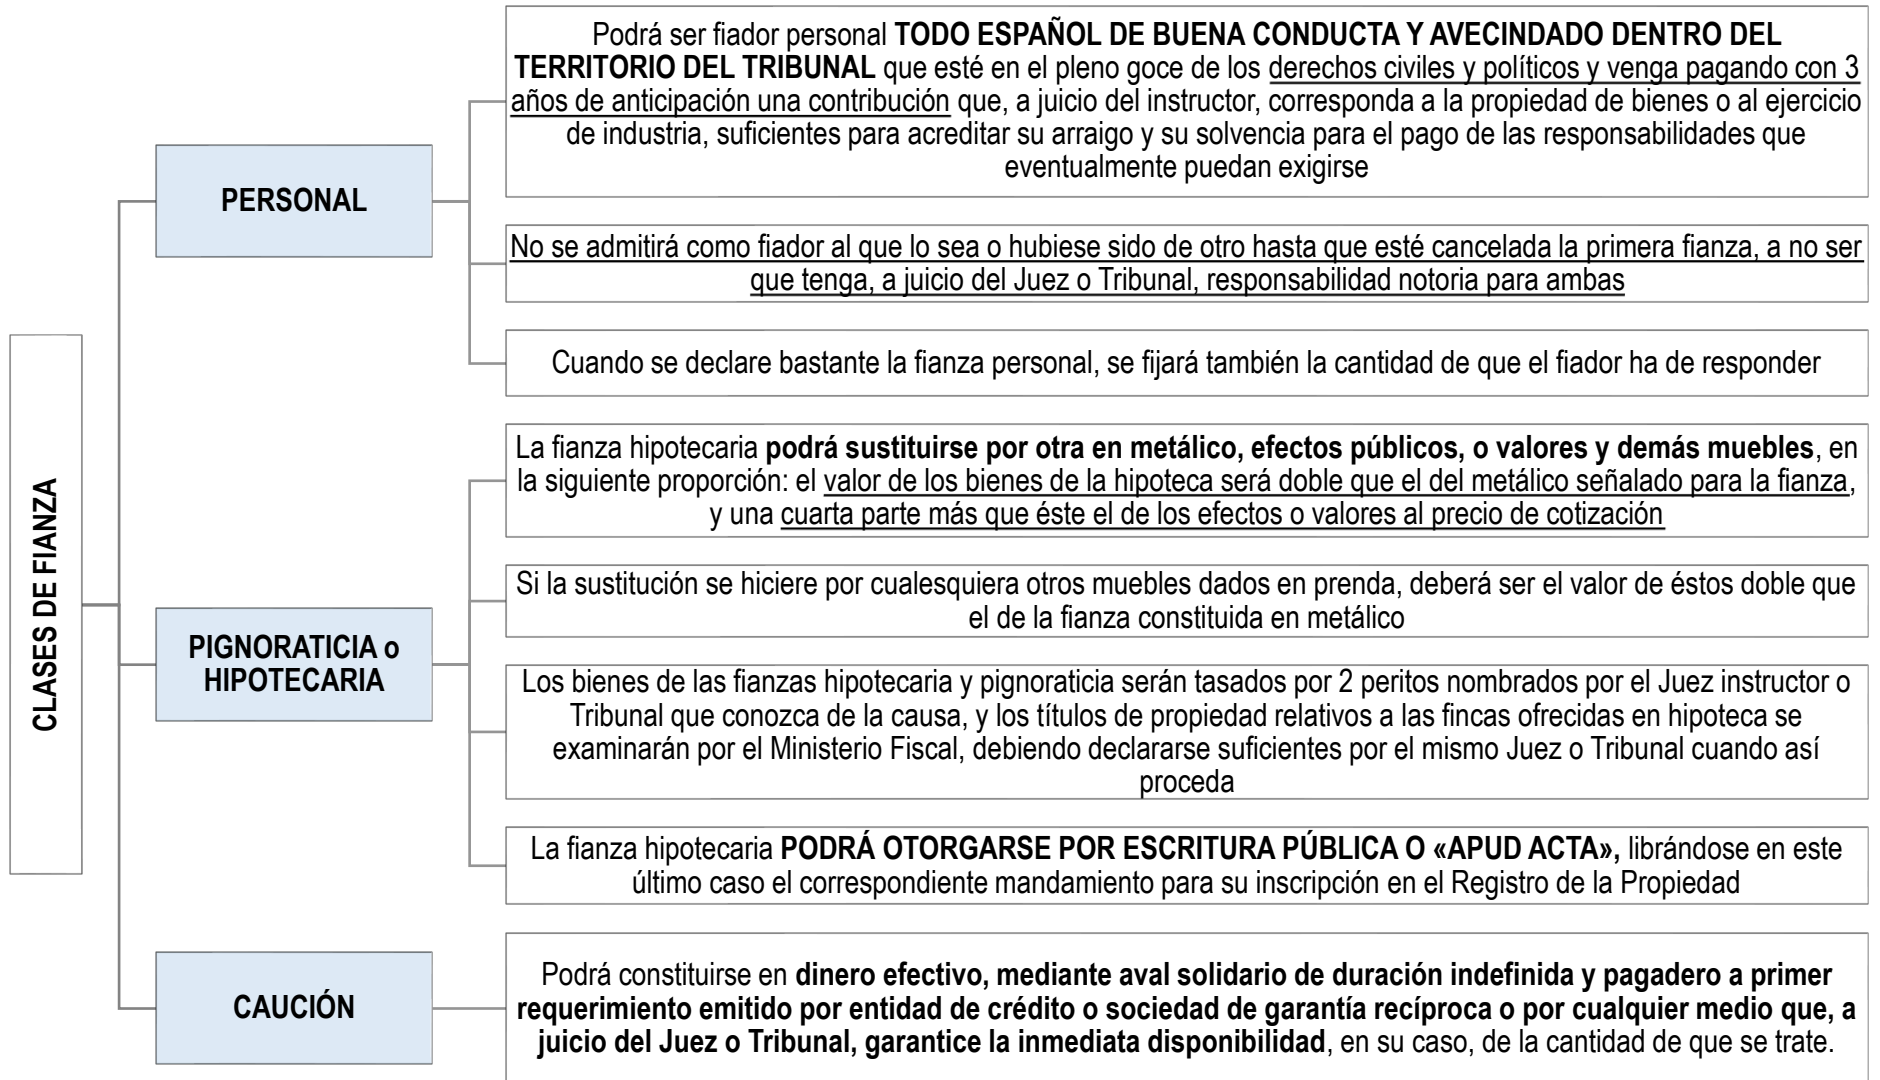 CLASES DE FIANZA
PERSONAL
Podrá ser fiador personal TODO ESPAÑOL DE BUENA CONDUCTA Y AVECINDADO DENTRO DEL
TERRITORIO DEL TRIBUNAL que esté en el pleno goce de los derechos civiles y políticos y venga pagando con 3
años de anticipación una contribución que, a juicio del instructor, corresponda a la propiedad de bienes o al ejercicio
de industria, suficientes para acreditar su arraigo y su solvencia para el pago de las responsabilidades que
eventualmente puedan exigirse
No se admitirá como fiador al que lo sea o hubiese sido de otro hasta que esté cancelada la primera fianza, a no ser
que tenga, a juicio del Juez o Tribunal, responsabilidad notoria para ambas
Cuando se declare bastante la fianza personal, se fijará también la cantidad de que el fiador ha de responder
PIGNORATICIA o
HIPOTECARIA
La fianza hipotecaria podrá sustituirse por otra en metálico, efectos públicos, o valores y demás muebles, en
la siguiente proporción: el valor de los bienes de la hipoteca será doble que el del metálico señalado para la fianza,
y una cuarta parte más que éste el de los efectos o valores al precio de cotización
Si la sustitución se hiciere por cualesquiera otros muebles dados en prenda, deberá ser el valor de éstos doble que
el de la fianza constituida en metálico
Los bienes de las fianzas hipotecaria y pignoraticia serán tasados por 2 peritos nombrados por el Juez instructor o
Tribunal que conozca de la causa, y los títulos de propiedad relativos a las fincas ofrecidas en hipoteca se
examinarán por el Ministerio Fiscal, debiendo declararse suficientes por el mismo Juez o Tribunal cuando así
proceda
La fianza hipotecaria PODRÁ OTORGARSE POR ESCRITURA PÚBLICA O «APUD ACTA», librándose en este
último caso el correspondiente mandamiento para su inscripción en el Registro de la Propiedad
CAUCIÓN
Podrá constituirse en dinero efectivo, mediante aval solidario de duración indefinida y pagadero a primer
requerimiento emitido por entidad de crédito o sociedad de garantía recíproca o por cualquier medio que, a
juicio del Juez o Tribunal, garantice la inmediata disponibilidad, en su caso, de la cantidad de que se trate.